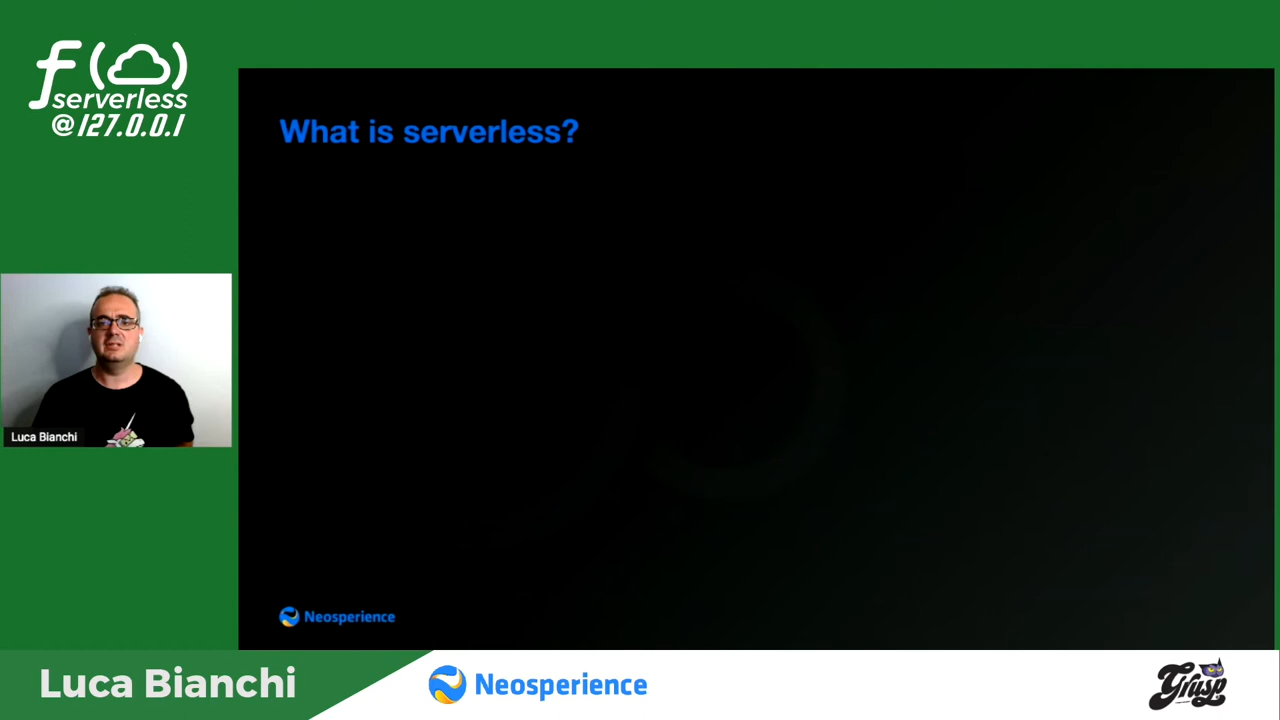 f()
serverless
@127.0.0.1
What is serverless?
Luca Bianchi
Neosperience
Luca Bianchi
Neosperience
Grusp